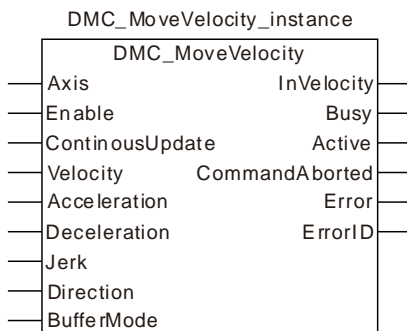 DMC_MoveVelocity_instance
DMC_MoveVelocity
Axis InVelocity
Enable Busy
ContinousUpdate Active
Velocity CommandAborted
Acceleration Error
Deceleration ErrorID
Jerk
Direction
BufferMode